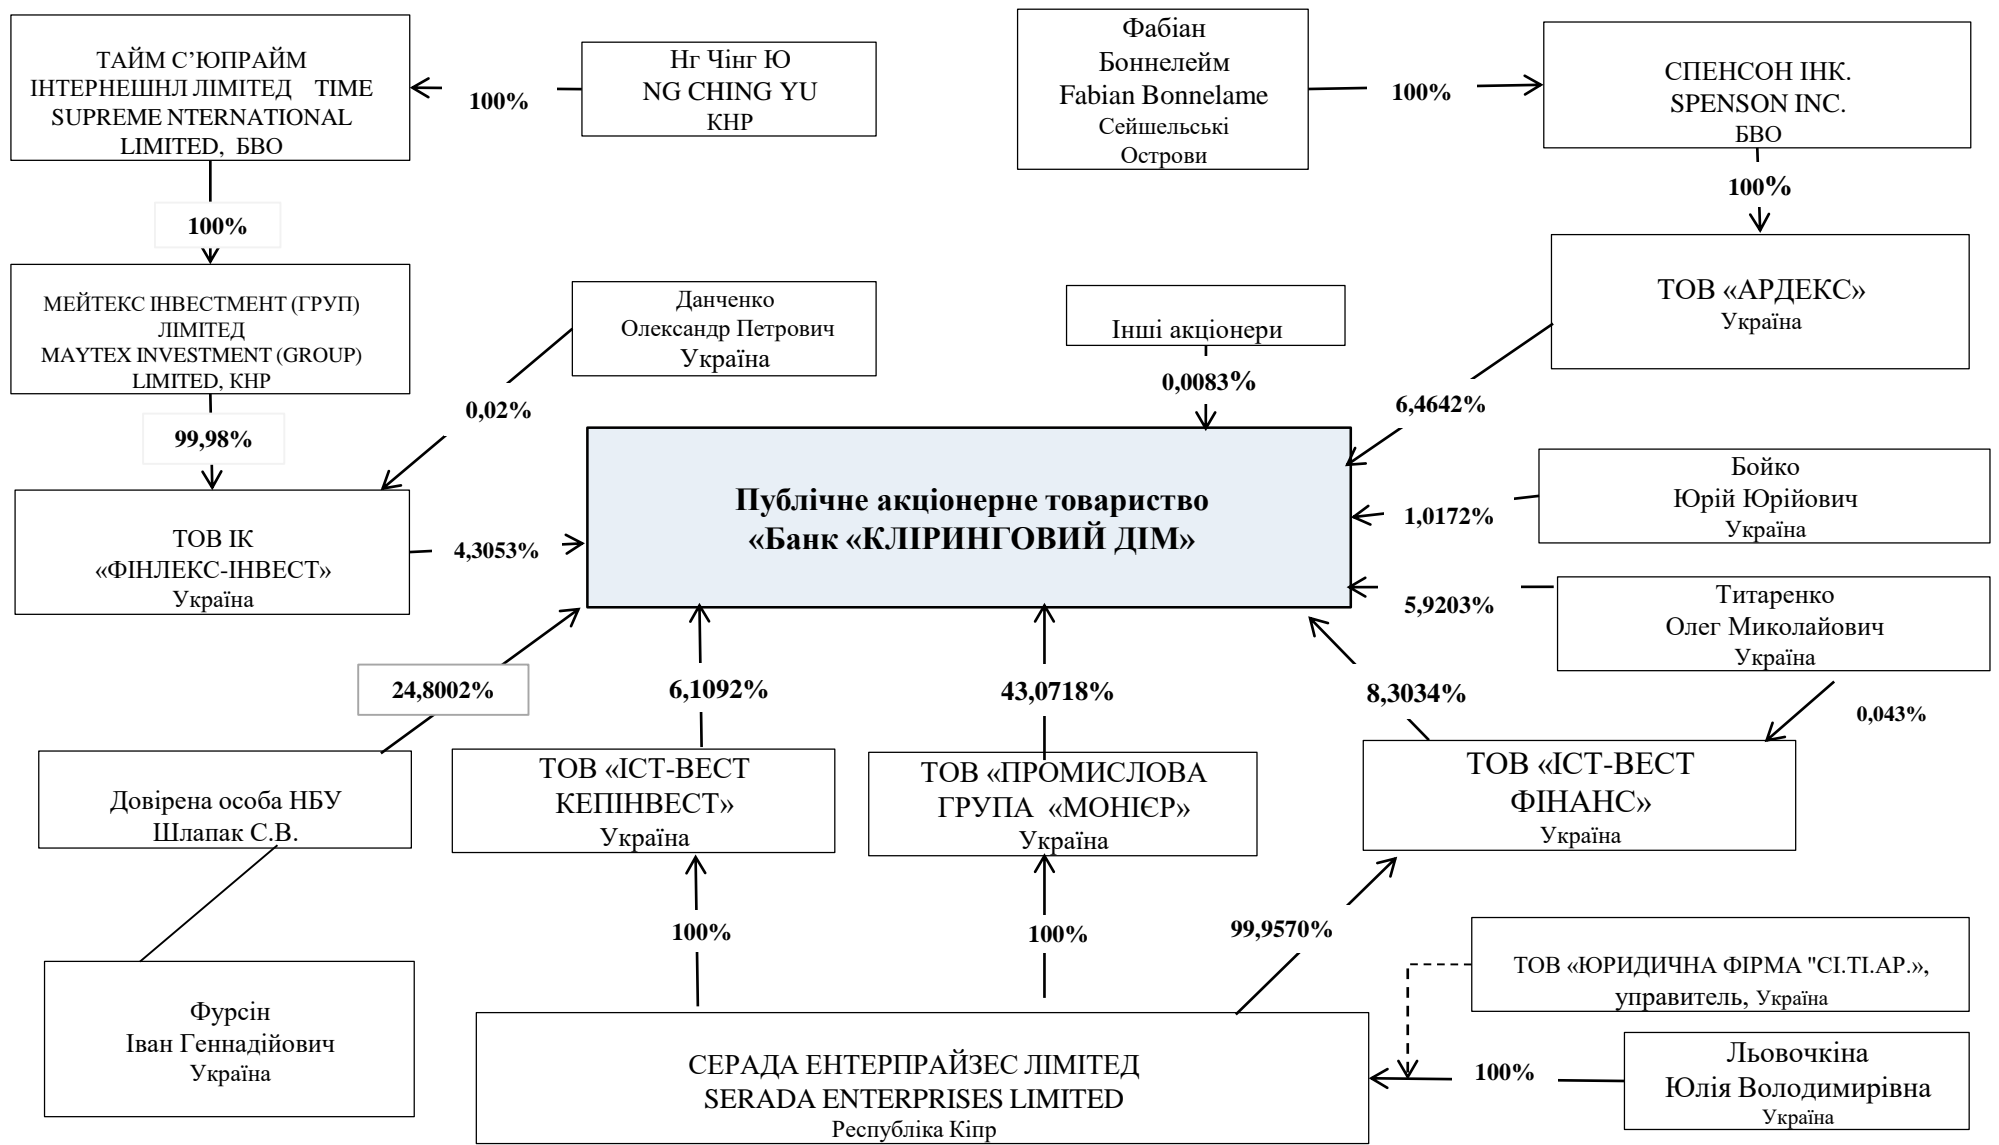 ТАЙМ С’ЮПРАЙМ
ІНТЕРНЕШНЛ ЛІМІТЕД TIME
SUPREME NTERNATIONAL
LIMITED, БВО
100%
Нг Чінг Ю
NG CHING YU
КНР
Фабіан
Боннелейм
Fabian Bonnelame
Сейшельські
Острови
100%
СПЕНСОН ІНК.
SPENSON INC.
БВО
100%
100%
МЕЙТЕКС ІНВЕСТМЕНТ (ГРУП)
ЛІМІТЕД
MAYTEX INVESTMENT (GROUP)
LIMITED, КНР
Данченко
Олександр Петрович
Україна
Інші акціонери
ТОВ «АРДЕКС»
Україна
0,02%
0,0083%
6,4642%
99,98%
Публічне акціонерне товариство
«Банк «КЛІРИНГОВИЙ ДІМ»
Бойко
Юрій Юрійович
Україна
1,0172%
ТОВ ІК
«ФІНЛЕКС-ІНВЕСТ»
Україна
4,3053%
5,9203%
Титаренко
Олег Миколайович
Україна
24,8002%
6,1092%
43,0718%
8,3034%
0,043%
Довірена особа НБУ
Шлапак С.В.
ТОВ «ІСТ-ВЕСТ
КЕПІНВЕСТ»
Україна
ТОВ «ПРОМИСЛОВА
ГРУПА «МОНІЄР»
Україна
ТОВ «ІСТ-ВЕСТ
ФІНАНС»
Україна
100%
100%
99,9570%
ТОВ «ЮРИДИЧНА ФІРМА "СІ.ТІ.АР.»,
управитель, Україна
Фурсін
Іван Геннадійович
Україна
СЕРАДА ЕНТЕРПРАЙЗЕС ЛІМІТЕД
SERADA ENTERPRISES LIMITED
Республіка Кіпр
100%
Льовочкіна
Юлія Володимирівна
Україна